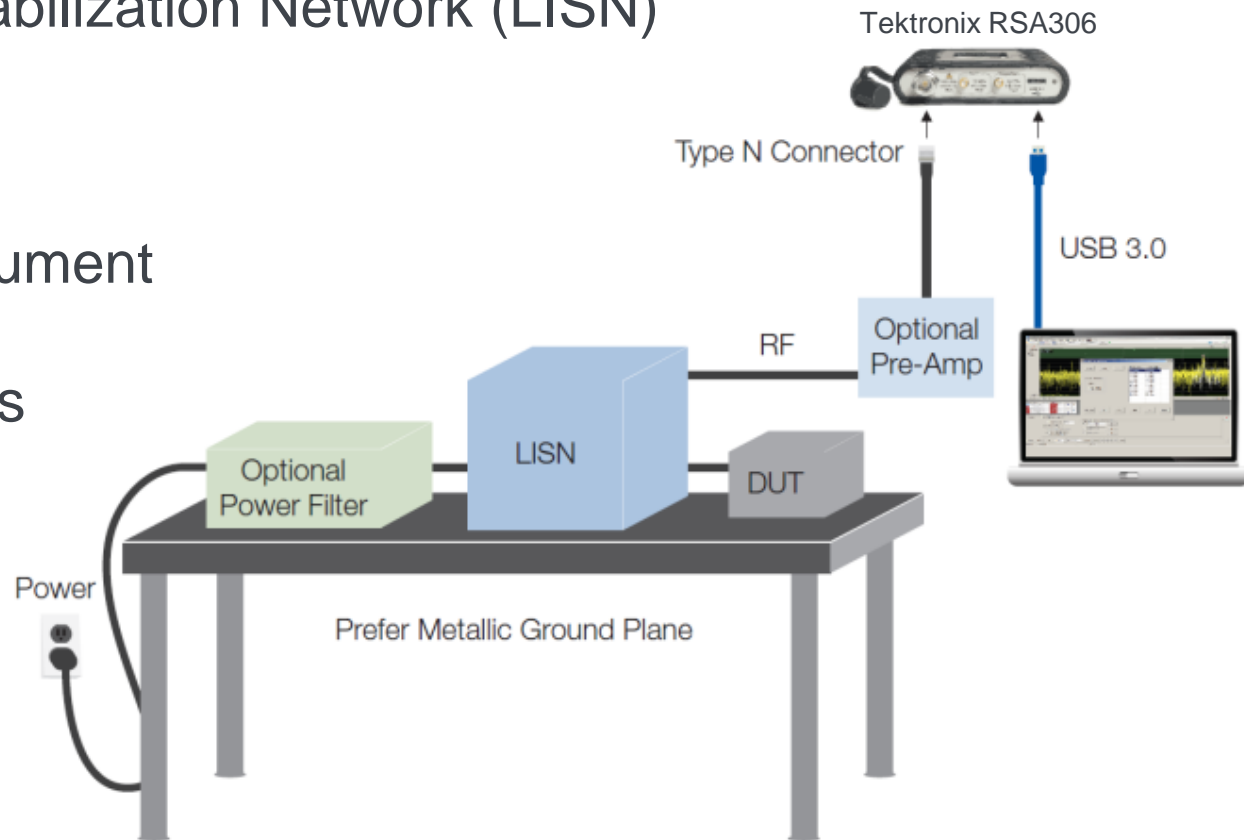 abilization Network (LISN)
Tektronix RSA306
Type N Connector
ument
USB 3.0
s
RF
Optional
Pre-Amp
LISN
Optional
Power Filter
DUT
Power
Prefer Metallic Ground Plane